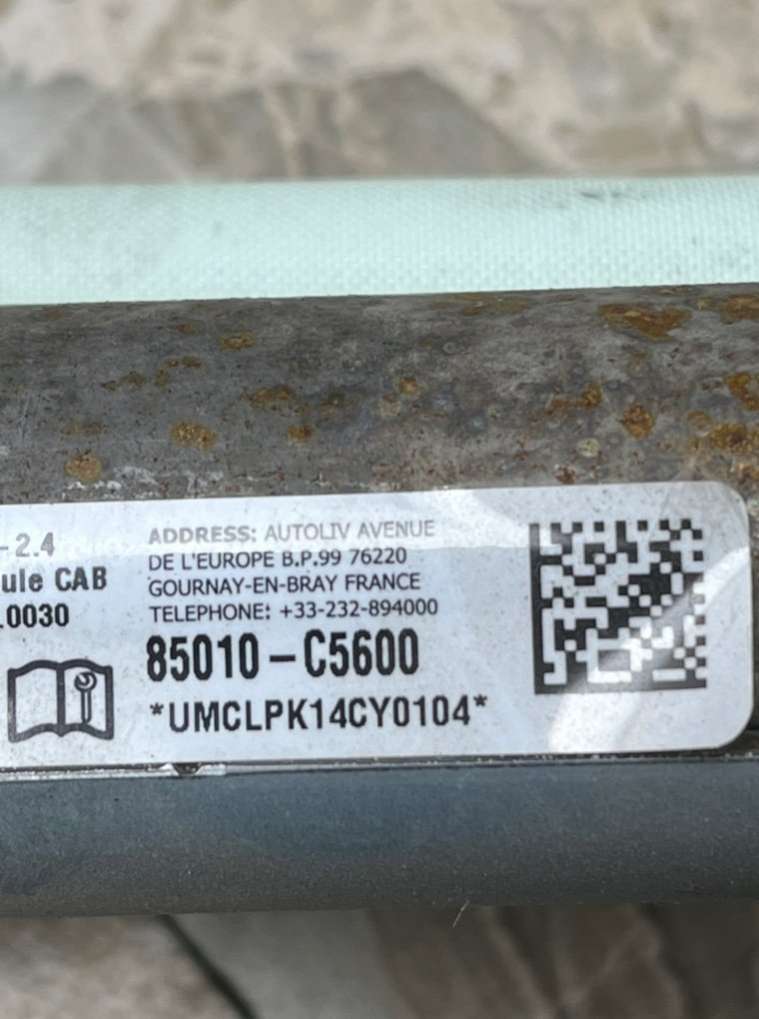 -2.4
ule CAB
.0030
ADDRESS: AUTOLIV AVENUE
DE L'EUROPE B.P.99 76220
GOURNAY-EN-BRAY FRANCE
TELEPHONE: +33-232-894000
85010-C5600
*UMCLPK14CY0104*